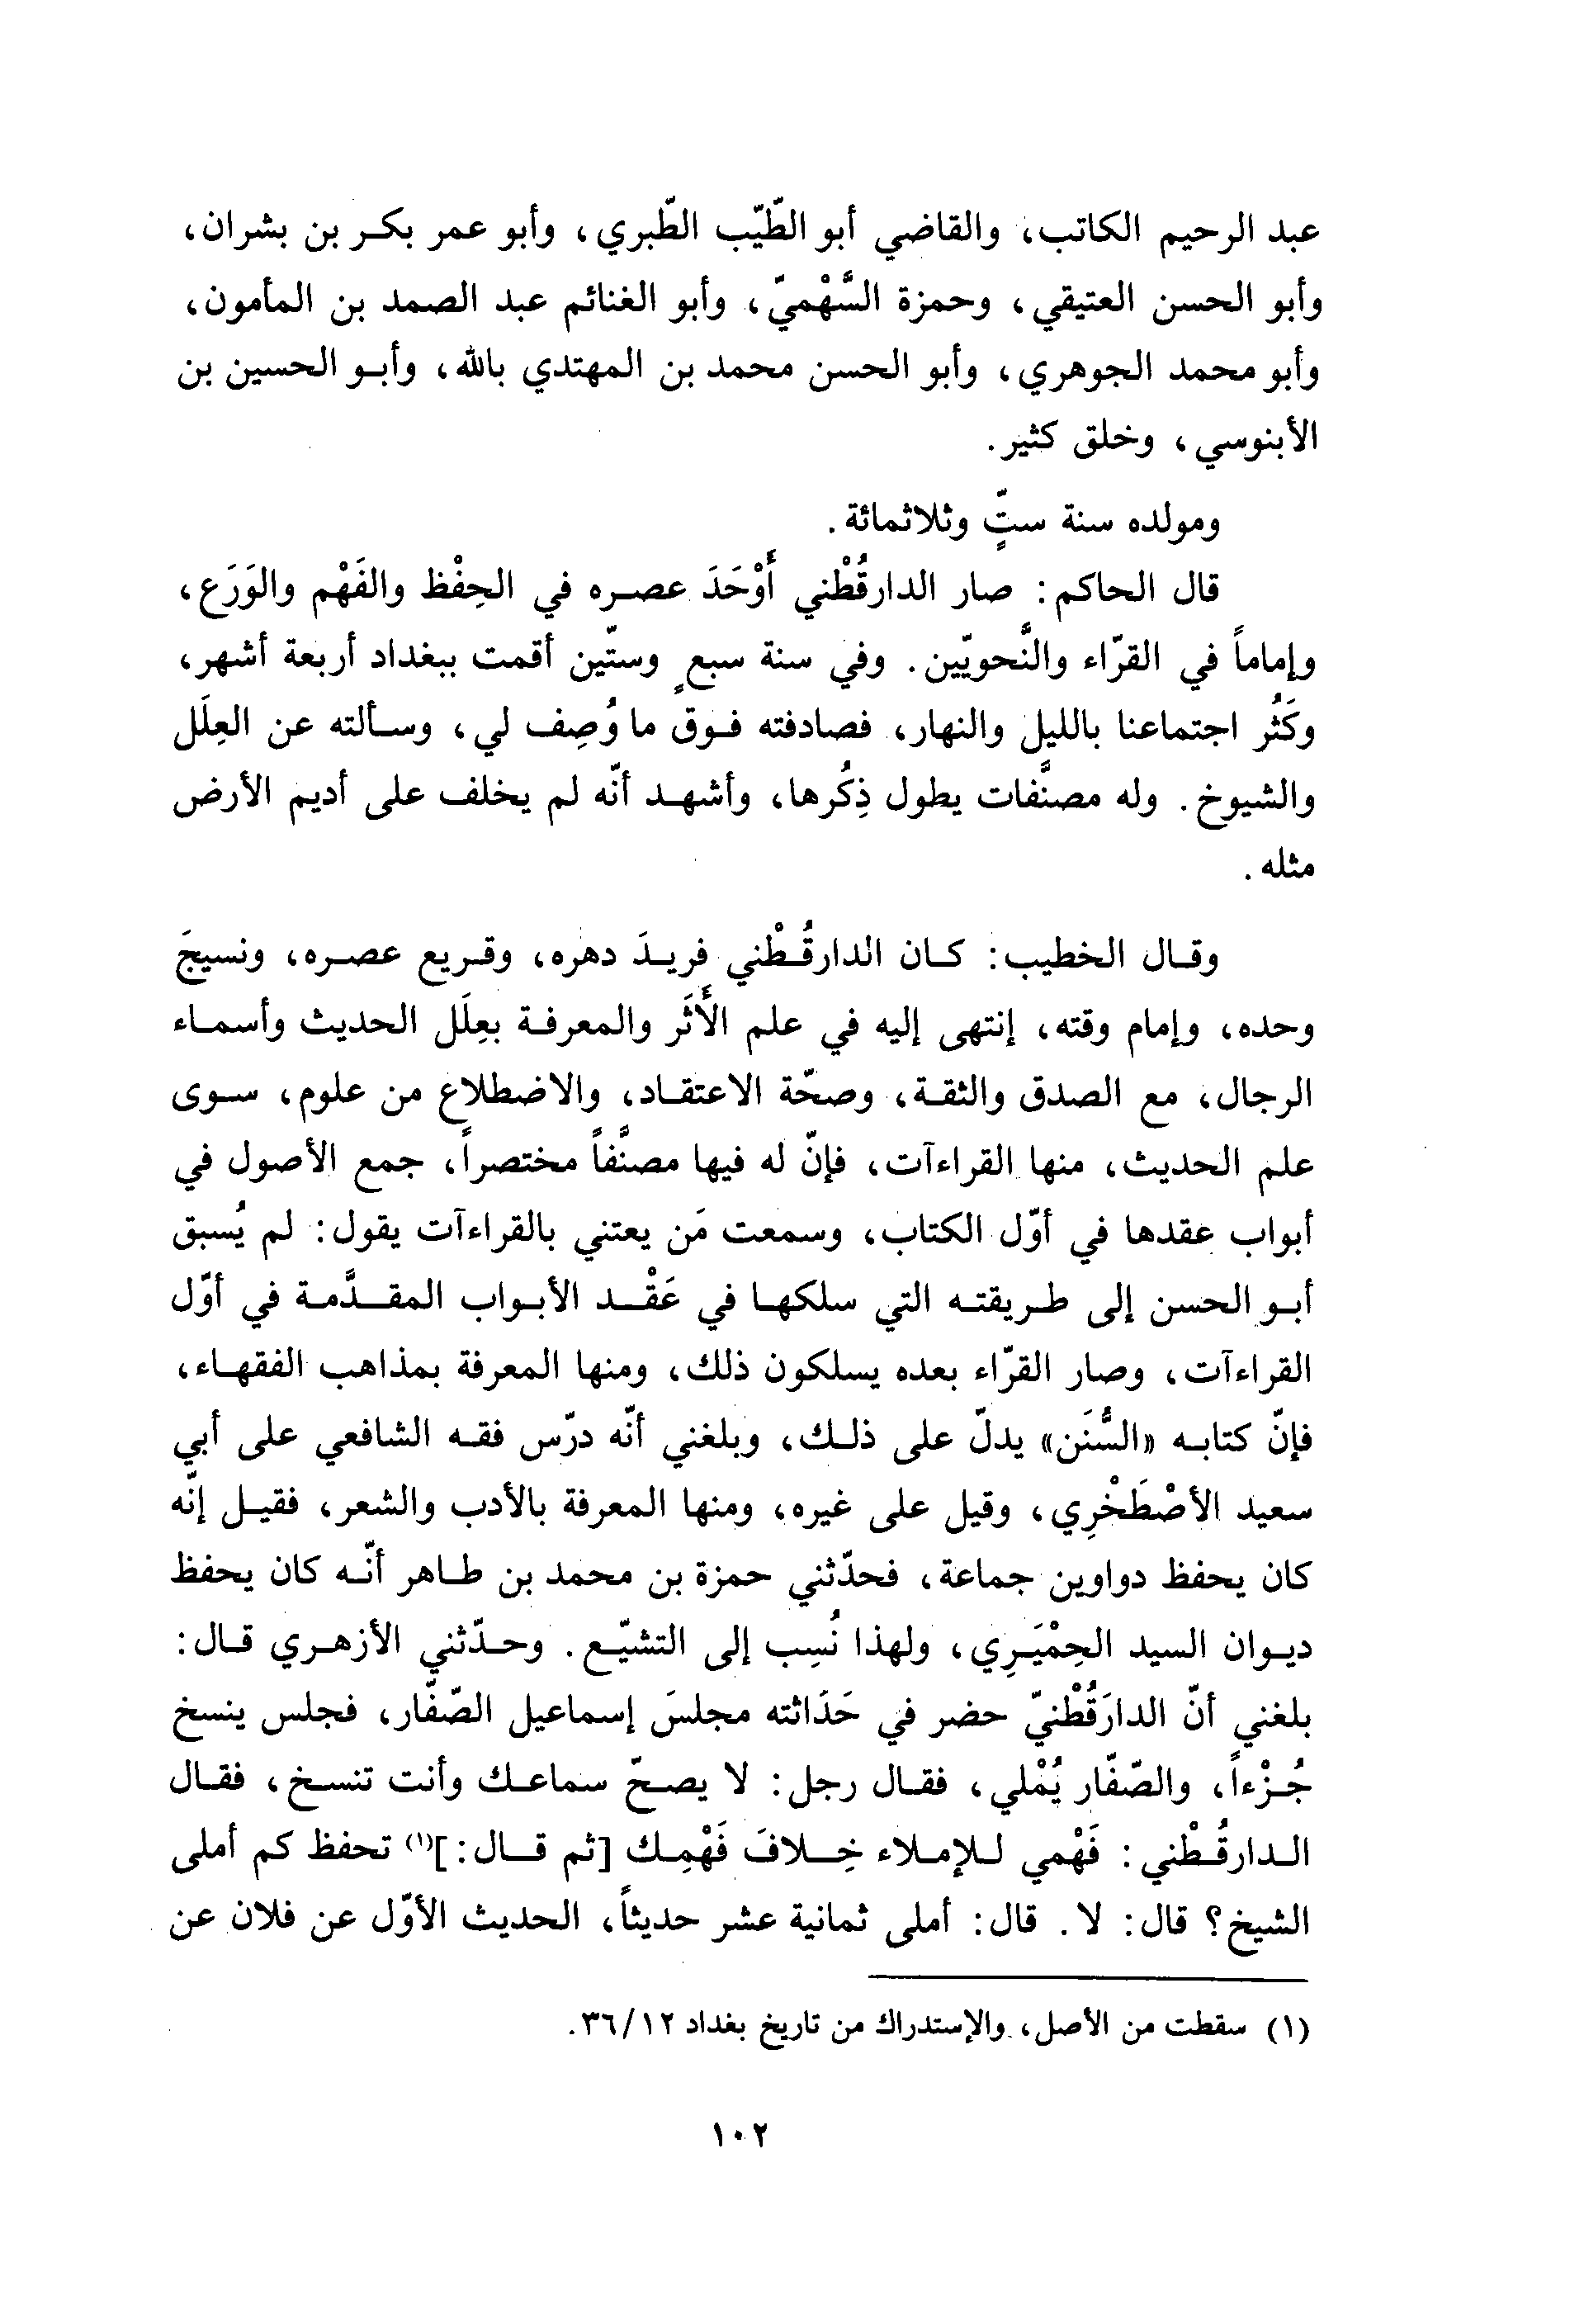 عبد الرحيم الكاتب، والقاضي أبو الطّيّب الطّبري، وأبو عمر بكر بن بشران،
وأبو الحسن العتيقي، وحمزة السَّهْميّ، وأبو الغنائم عبد الصمد بن المأمون،
وأبو محمد الجوهري، وأبو الحسن محمد بن المهتدي بالله، وأبو الحسين بن
الأبنوسي، وخلق كثير.
ومولده سنة ستٍّ وثلاثمائة.
قال الحاكم: صار الدارقُطْني أَوْحَدَ عصره في الحِفْظ والفَهْم والوَرَع،
وإماماً في القرّاء والنَّحويّين. وفي سنة سبعٍ وستّين أقمت ببغداد أربعة أشهر،
وكَثُر اجتماعنا بالليل والنهار، فصادفته فوق ما وُصِف لي، وسألته عن العِلَل
والشيوخ. وله مصنَّفات يطول ذِكُرها، وأشهد أنّه لم يخلف على أديم الأرض
مثله.
وقال الخطيب: كان الدارقُطْني فريدَ دهره، وقريع عصره، ونسيجَ
وحده، وإمام وقته، إنتهى إليه في علم الأَثَر والمعرفة بعِلَل الحديث وأسماء
الرجال، مع الصدق والثقة، وصحّة الاعتقاد، والاضطلاع من علوم، سوى
علم الحديث، منها القراءآت، فإنّ له فيها مصنَّفاً مختصراً، جمع الأصول في
أبواب عقدها في أوّل الكتاب، وسمعت مَن يعتني بالقراءآت يقول: لم يُسبق
أبو الحسن إلى طريقته التي سلكها في عَقْد الأبواب المقدَّمة في أوّل
القراءآت، وصار القرّاء بعده يسلكون ذلك، ومنها المعرفة بمذاهب الفقهاء،
فإنّ كتابه «السُّنَن» يدلّ على ذلك، وبلغني أنّه درّس فقه الشافعي على أبي
سعيد الأصْطَخْرِي، وقيل على غيره، ومنها المعرفة بالأدب والشعر، فقيل إنّه
كان يحفظ دواوين جماعة، فحدّثني حمزة بن محمد بن طاهر أنّه كان يحفظ
ديوان السيد الحِمْيَرِي، ولهذا نُسِب إلى التشيّع. وحدّثني الأزهري قال:
بلغني أنّ الدارَقُطْنيّ حضر في حَدَاثته مجلسَ إسماعيل الصّفّار، فجلس ينسخ
جُزْءاً، والصّفّار يُمْلي، فقال رجل: لا يصحّ سماعك وأنت تنسخ، فقال
الدارقُطْني: فَهْمي للإملاء خِلافَ فَهْمِك [ثم قال:]⁽¹⁾ تحفظ كم أملى
الشيخ؟ قال: لا. قال: أملى ثمانية عشر حديثاً، الحديث الأوّل عن فلان عن
(١) سقطت من الأصل، والإستدراك من تاريخ بغداد ١٢/٣٦.
١٠٢